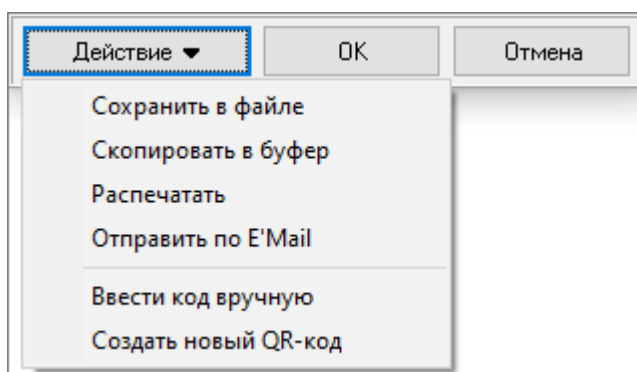 Действие OK Отмена
Сохранить в файле
Скопировать в буфер
Распечатать
Отправить по E'Mail
Ввести код вручную
Создать новый QR-код